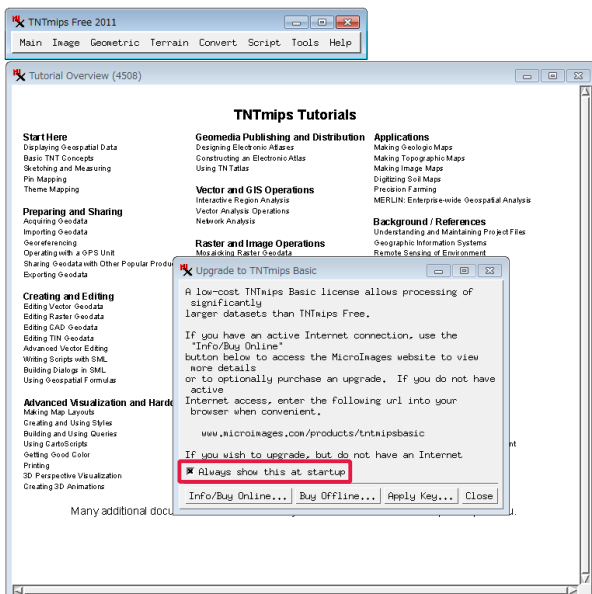 TNTmips Free 2011
Main Image Geometric Terrain Convert Script Tools Help
Tutorial Overview (4508)
TNTmips Tutorials
Start Here
Displaying Geospatial Data
Basic TNT Concepts
Sketching and Measuring
Pin Mapping
Theme Mapping
Preparing and Sharing
Acquiring Geodata
Importing Geodata
Georeferencing
Operating with a GPS Unit
Sharing Geodata with Other Popular Produ
Exporting Geodata
Creating and Editing
Editing Vector Geodata
Editing Raster Geodata
Editing CAD Geodata
Editing TIN Geodata
Advanced Vector Editing
Writing Scripts with SML
Building Dialogs in SML
Using Geospatial Formulas
Advanced Visualization and Hardc
Making Map Layouts
Creating and Using Styles
Building and Using Queries
Using CartoScripts
Getting Good Color
Printing
3D Perspective Visualization
Creating 3D Animations
Geomedia Publishing and Distribution
Designing Electronic Atlases
Constructing an Electronic Atlas
Using TNTatlas
Vector and GIS Operations
Interactive Region Analysis
Vector Analysis Operations
Network Analysis
Raster and Image Operations
Mosaicking Raster Geodata
Applications
Making Geologic Maps
Making Topographic Maps
Making Image Maps
Digitizing Soil Maps
Precision Farming
MERLIN: Enterprise-wide Geospatial Analysis
Background / References
Understanding and Maintaining Project Files
Geographic Information Systems
Remote Sensing of Environment
Many additional docu
Upgrade to TNTmips Basic
A low-cost TNTmips Basic license allows processing of
significantly
larger datasets than TNTmips Free.
If you have an active Internet connection, use the
"Info/Buy Online"
button below to access the MicroImages website to view
more details
or to optionally purchase an upgrade. If you do not have
active
Internet access, enter the following url into your
browser when convenient.
www.microimages.com/products/tntmipsbasic
If you wish to upgrade, but do not have an Internet
Always show this at startup
Info/Buy Online... Buy Offline... Apply Key... Close